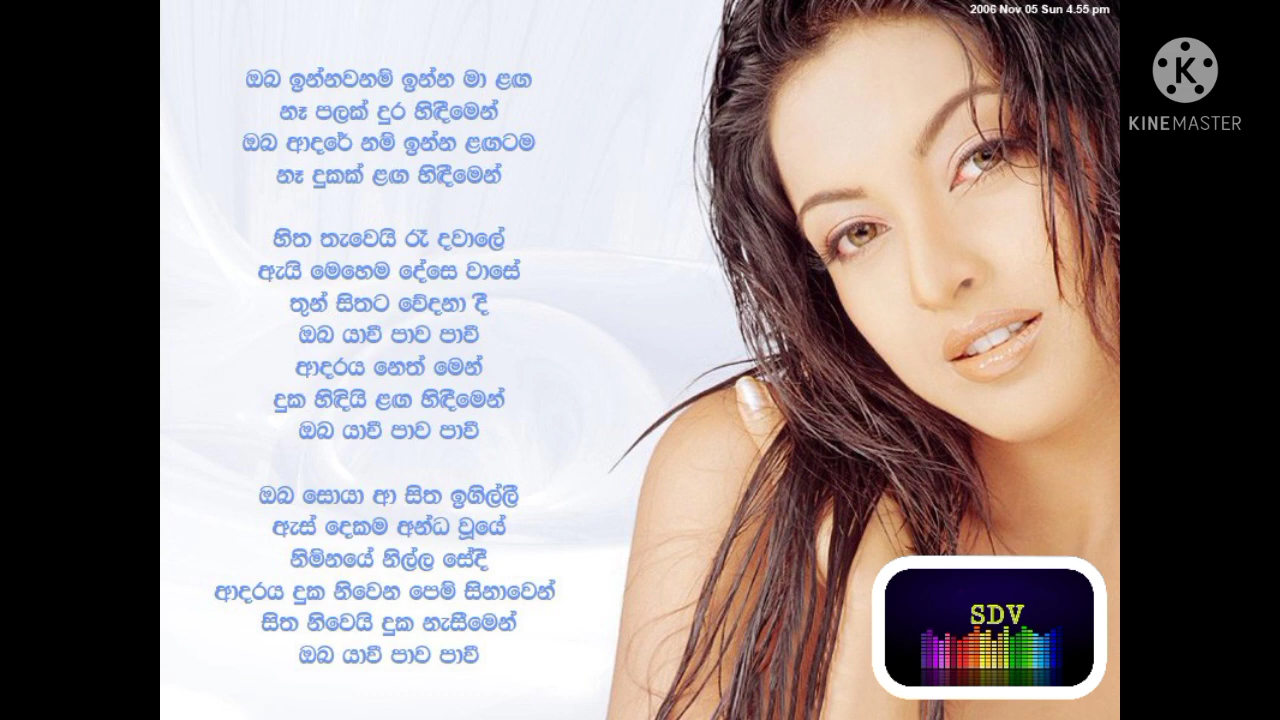 2006 Nov 05 Sun 4.55 pm
KINEMASTER
ඔබ ඉන්නවනම් ඉන්න මා ළඟ
නෑ පලක් දුර හිඳීමෙන්
ඔබ ආදරේ නම් ඉන්න ළඟටම
නෑ දුකක් ළඟ හිඳීමෙන්
හිත තැවෙයි රෑ දවාලේ
ඇයි මෙහෙම දේසෙ වාසේ
තුන් සිතට වේදනා දී
ඔබ යාවී පාව පාවී
ආදරය නෙත් මෙන්
දුක හිඳියි ළඟ හිඳීමෙන්
ඔබ යාවී පාව පාවී
ඔබ සොයා ආ සිත ඉගිල්ලී
ඇස් දෙකම අන්ධ වූයේ
නිම්නයේ නිල්ල සේදී
ආදරය දුක නිවෙන පෙම් සිනාවෙන්
සිත නිවෙයි දුක නැසීමෙන්
ඔබ යාවී පාව පාවී
SDV